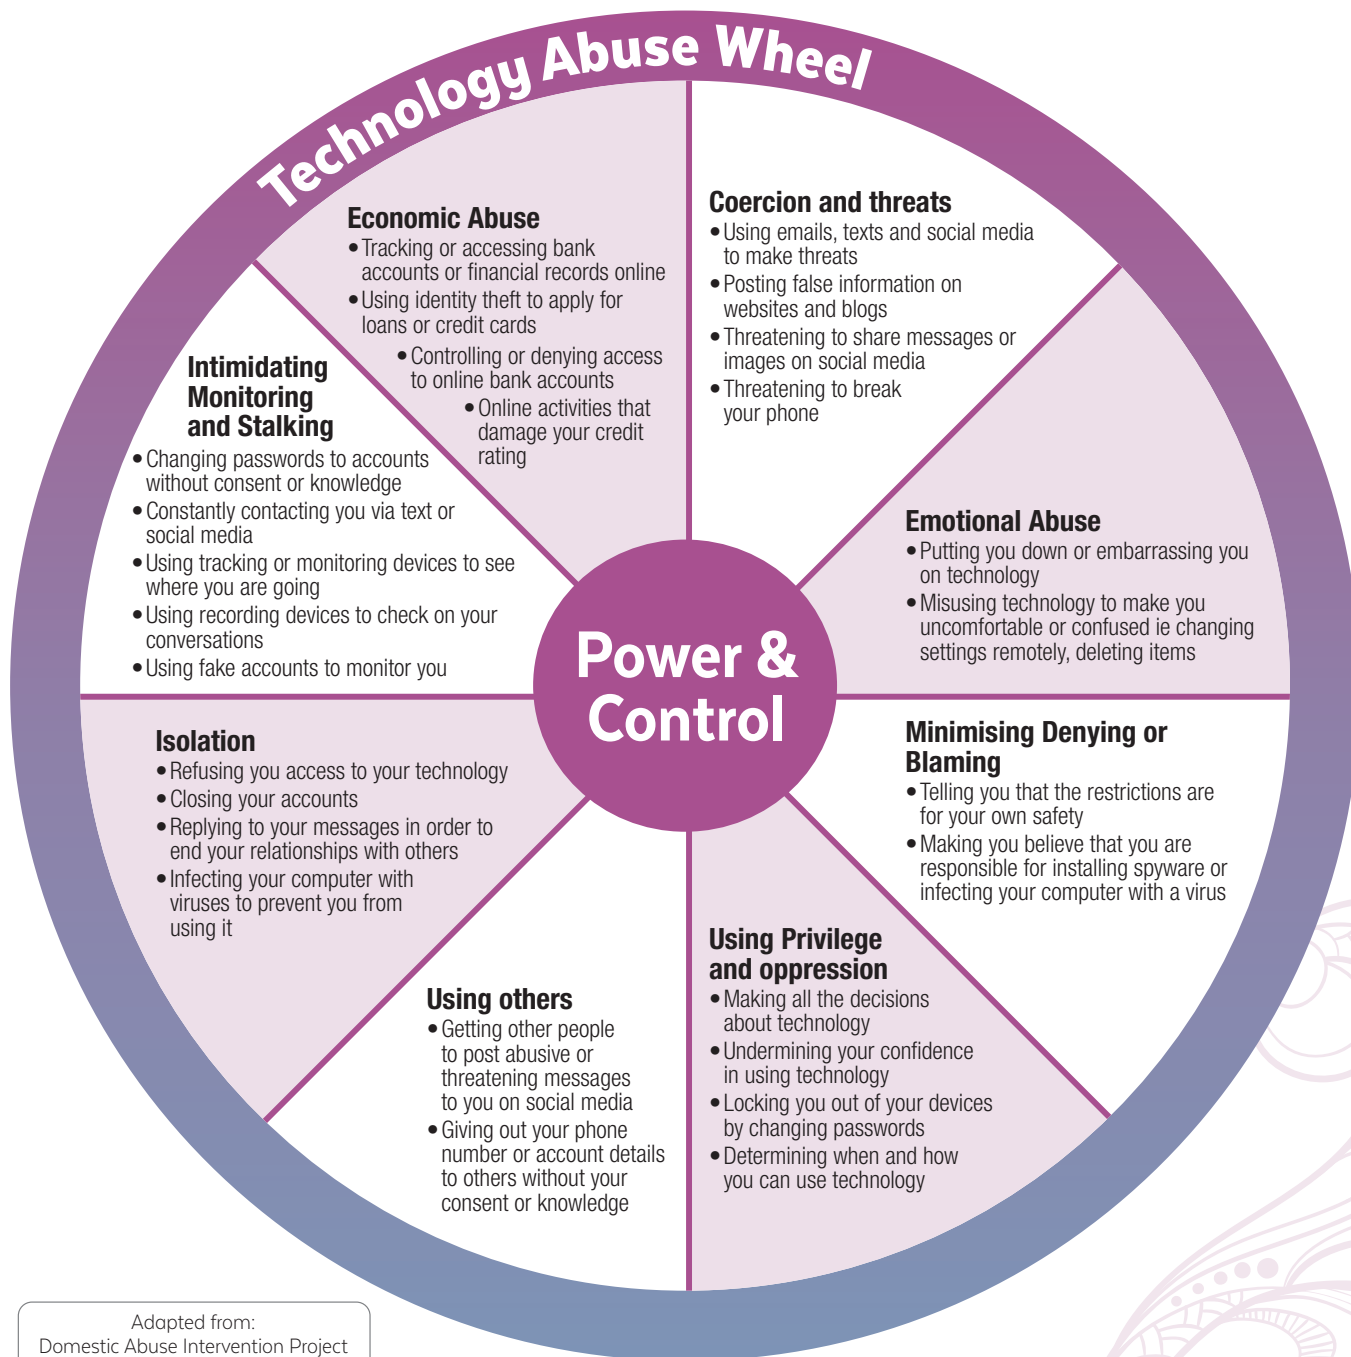 Technology Abuse Wheel
Economic Abuse
• Tracking or accessing bank
accounts or financial records online
• Using identity theft to apply for
loans or credit cards
• Controlling or denying access
to online bank accounts
• Online activities that
damage your credit
rating
Coercion and threats
• Using emails, texts and social media
to make threats
• Posting false information on
websites and blogs
• Threatening to share messages or
images on social media
• Threatening to break
your phone
Emotional Abuse
• Putting you down or embarrassing you
on technology
• Misusing technology to make you
uncomfortable or confused ie changing
settings remotely, deleting items
Minimising Denying or
Blaming
• Telling you that the restrictions are
for your own safety
• Making you believe that you are
responsible for installing spyware or
infecting your computer with a virus
Using Privilege
and oppression
• Making all the decisions
about technology
• Undermining your confidence
in using technology
• Locking you out of your devices
by changing passwords
• Determining when and how
you can use technology
Using others
• Getting other people
to post abusive or
threatening messages
to you on social media
• Giving out your phone
number or account details
to others without your
consent or knowledge
Isolation
• Refusing you access to your technology
• Closing your accounts
• Replying to your messages in order to
end your relationships with others
• Infecting your computer with
viruses to prevent you from
using it
Intimidating
Monitoring
and Stalking
• Changing passwords to accounts
without consent or knowledge
• Constantly contacting you via text or
social media
• Using tracking or monitoring devices to see
where you are going
• Using recording devices to check on your
conversations
• Using fake accounts to monitor you
Power &
Control
Adapted from:
Domestic Abuse Intervention Project